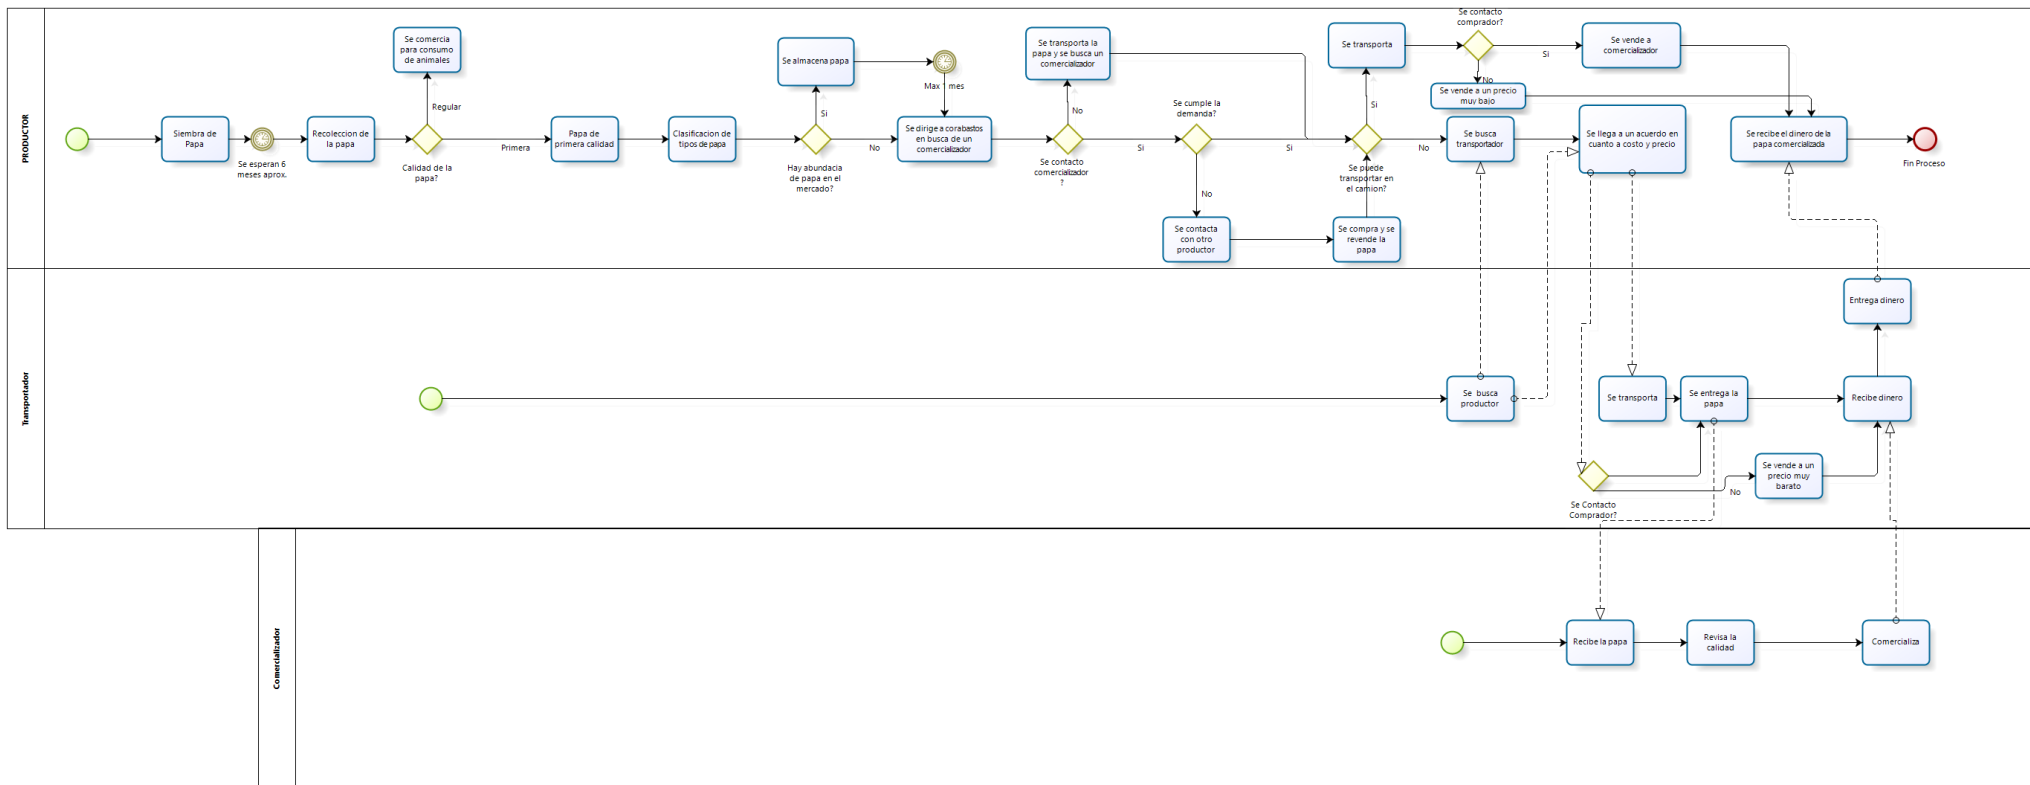 PRODUCTOR
Siembra de
Papa
Se esperan 6
meses aprox.
Recoleccion de
la papa
Se comercia
para consumo
de animales
Regular
Calidad de la
papa?
Primera
Papa de
primera calidad
Clasificacion de
tipos de papa
Se almacena papa
Si
Hay abundacia
de papa en el
mercado?
No
Max 1 mes
Se dirige a corabastos
en busca de un
comercializador
Se transporta la
papa y se busca un
comercializador
No
Se contacto
comercializador
?
Si
Se cumple la
demanda?
Si
No
Se contacta
con otro
productor
Se compra y se
revende la
papa
Se puede
transportar en
el camion?
Si
No
Se transporta
Se contacto
comprador?
Si
No
Se vende a
comercializador
Se vende a un precio
muy bajo
Se busca
transportador
Se llega a un acuerdo en
cuanto a costo y precio
Se recibe el dinero de la
papa comercializada
Fin Proceso
Transportador
Se busca
productor
Se transporta
Se entrega la
papa
Recibe dinero
Entrega dinero
Se Contacto
Comprador?
No
Se vende a un
precio muy
barato
Comercializador
Recibe la papa
Revisa la
calidad
Comercializa